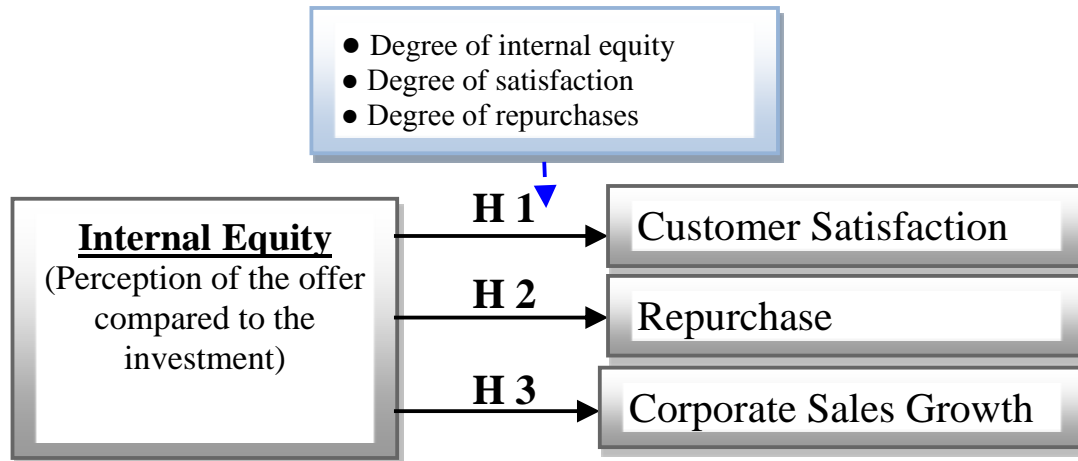 ● Degree of internal equity
● Degree of satisfaction
● Degree of repurchases
Internal Equity
(Perception of the offer
compared to the
investment)
H 1
Customer Satisfaction
H 2
Repurchase
H 3
Corporate Sales Growth